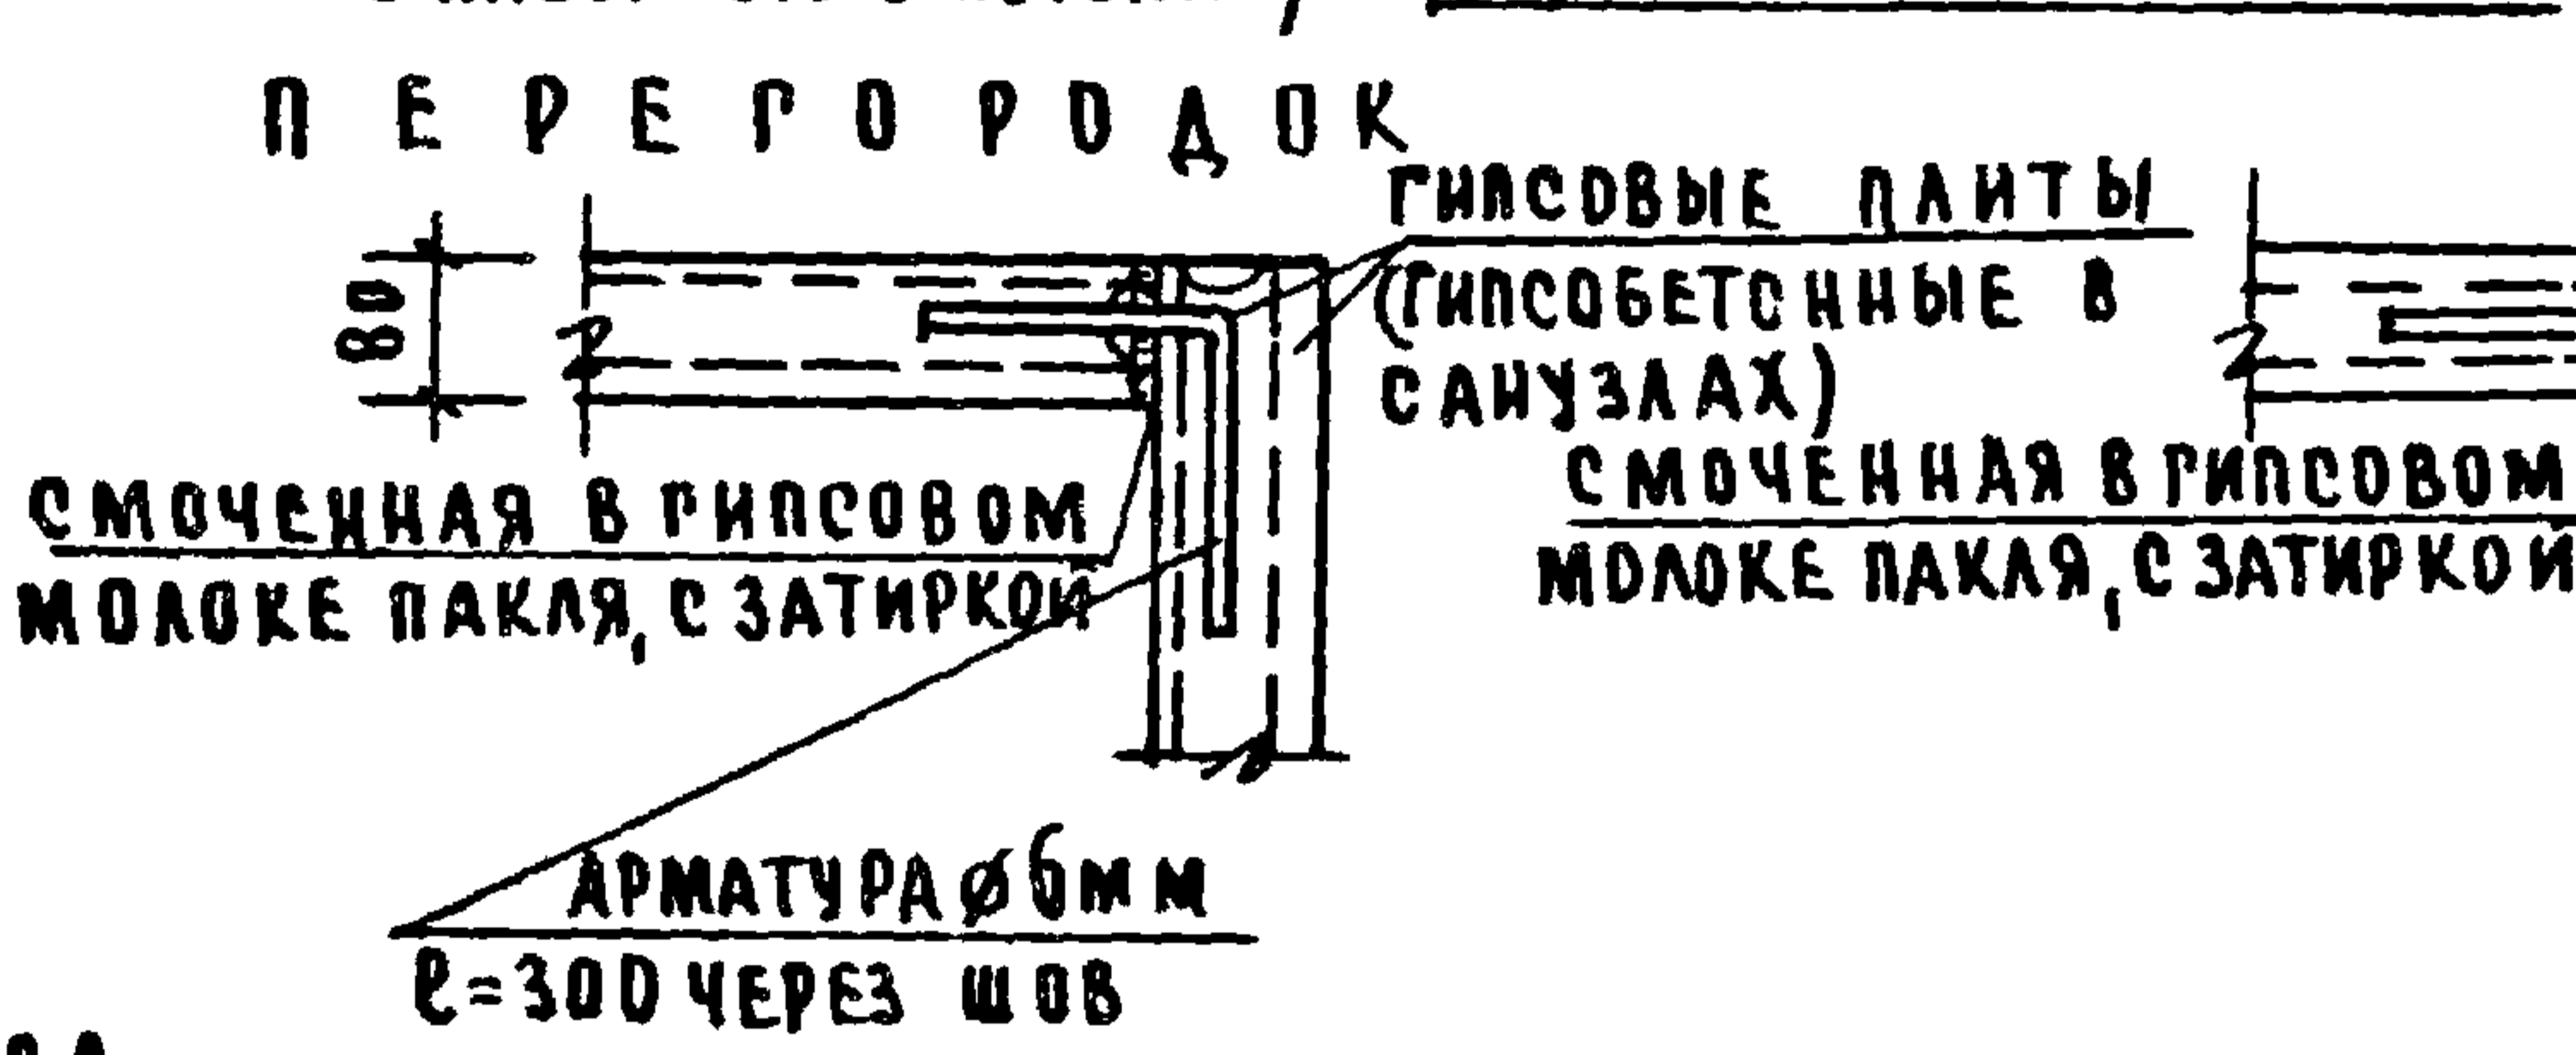 ПЕРЕГОРОДОК
ГИПСОВЫЕ ПЛИТЫ
(ГИПСОБЕТОННЫЕ В
САНУЗЛАХ)
80
СМОЧЕННАЯ В ГИПСОВОМ
МОЛОКЕ ПАКЛЯ, С ЗАТИРКОЙ
СМОЧЕННАЯ В ГИПСОВОМ
МОЛОКЕ ПАКЛЯ, С ЗАТИРКОЙ
АРМАТУРА Ø6мм
ℓ=300 ЧЕРЕЗ ШОВ